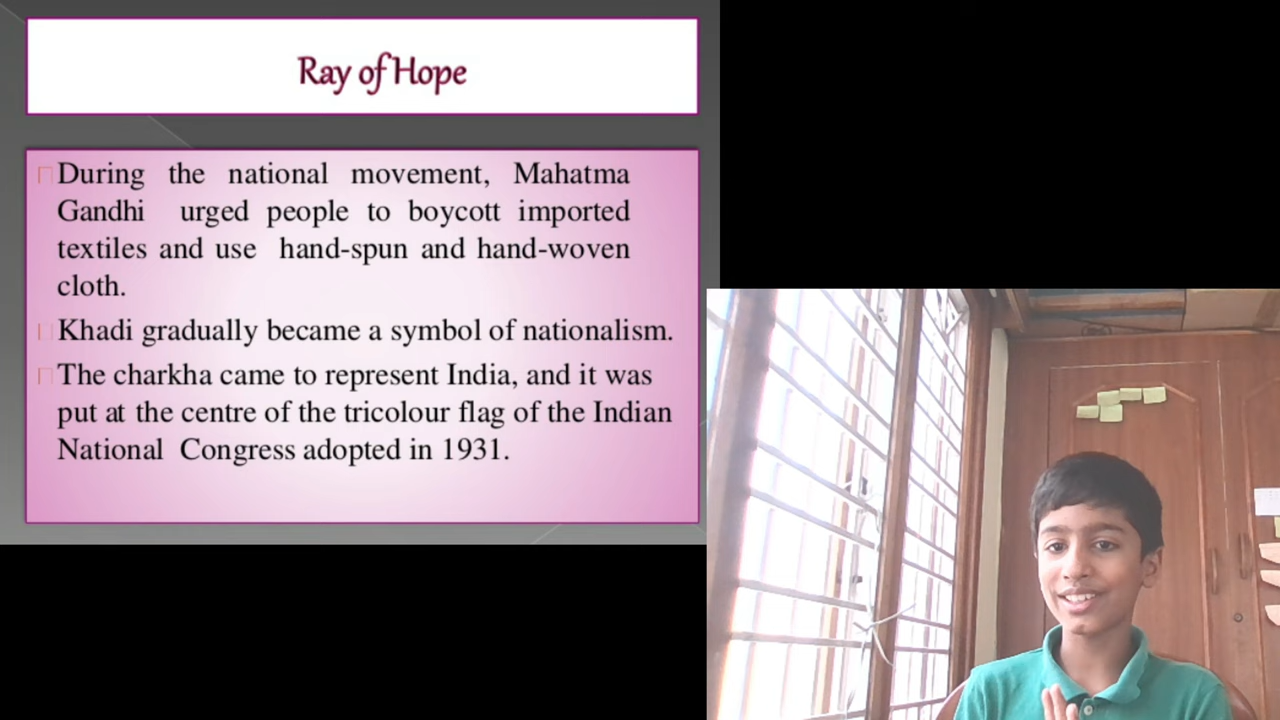 Ray of Hope
During the national movement, Mahatma
Gandhi urged people to boycott imported
textiles and use hand-spun and hand-woven
cloth.
Khadi gradually became a symbol of nationalism.
The charkha came to represent India, and it was
put at the centre of the tricolour flag of the Indian
National Congress adopted in 1931.